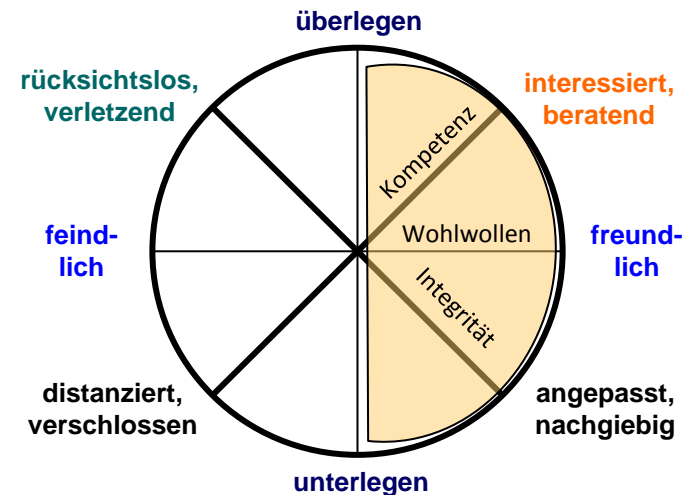 überlegen
rücksichtslos,
verletzend
interessiert,
beratend
Kompetenz
feind-
lich
Wohlwollen
freund-
lich
Integrität
distanziert,
verschlossen
angepasst,
nachgiebig
unterlegen